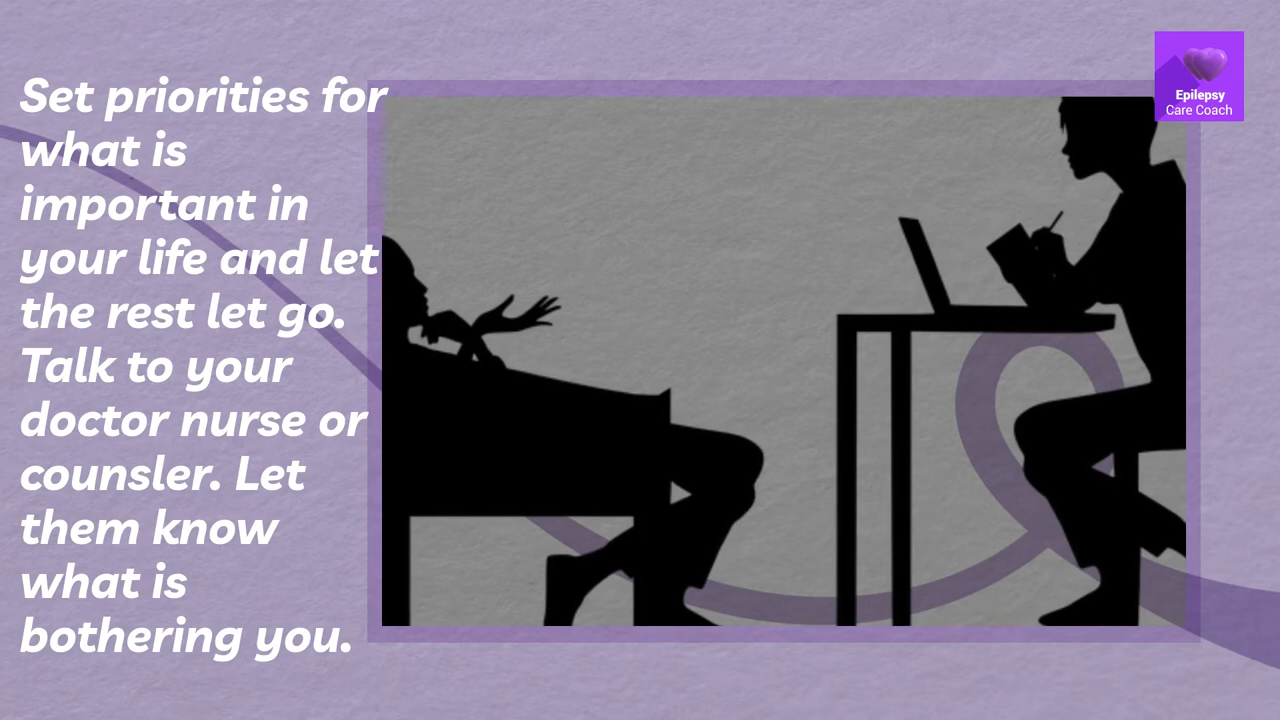 Set priorities for
what is
important in
your life and let
the rest let go.
Talk to your
doctor nurse or
counsler. Let
them know
what is
bothering you.
Epilepsy
Care Coach